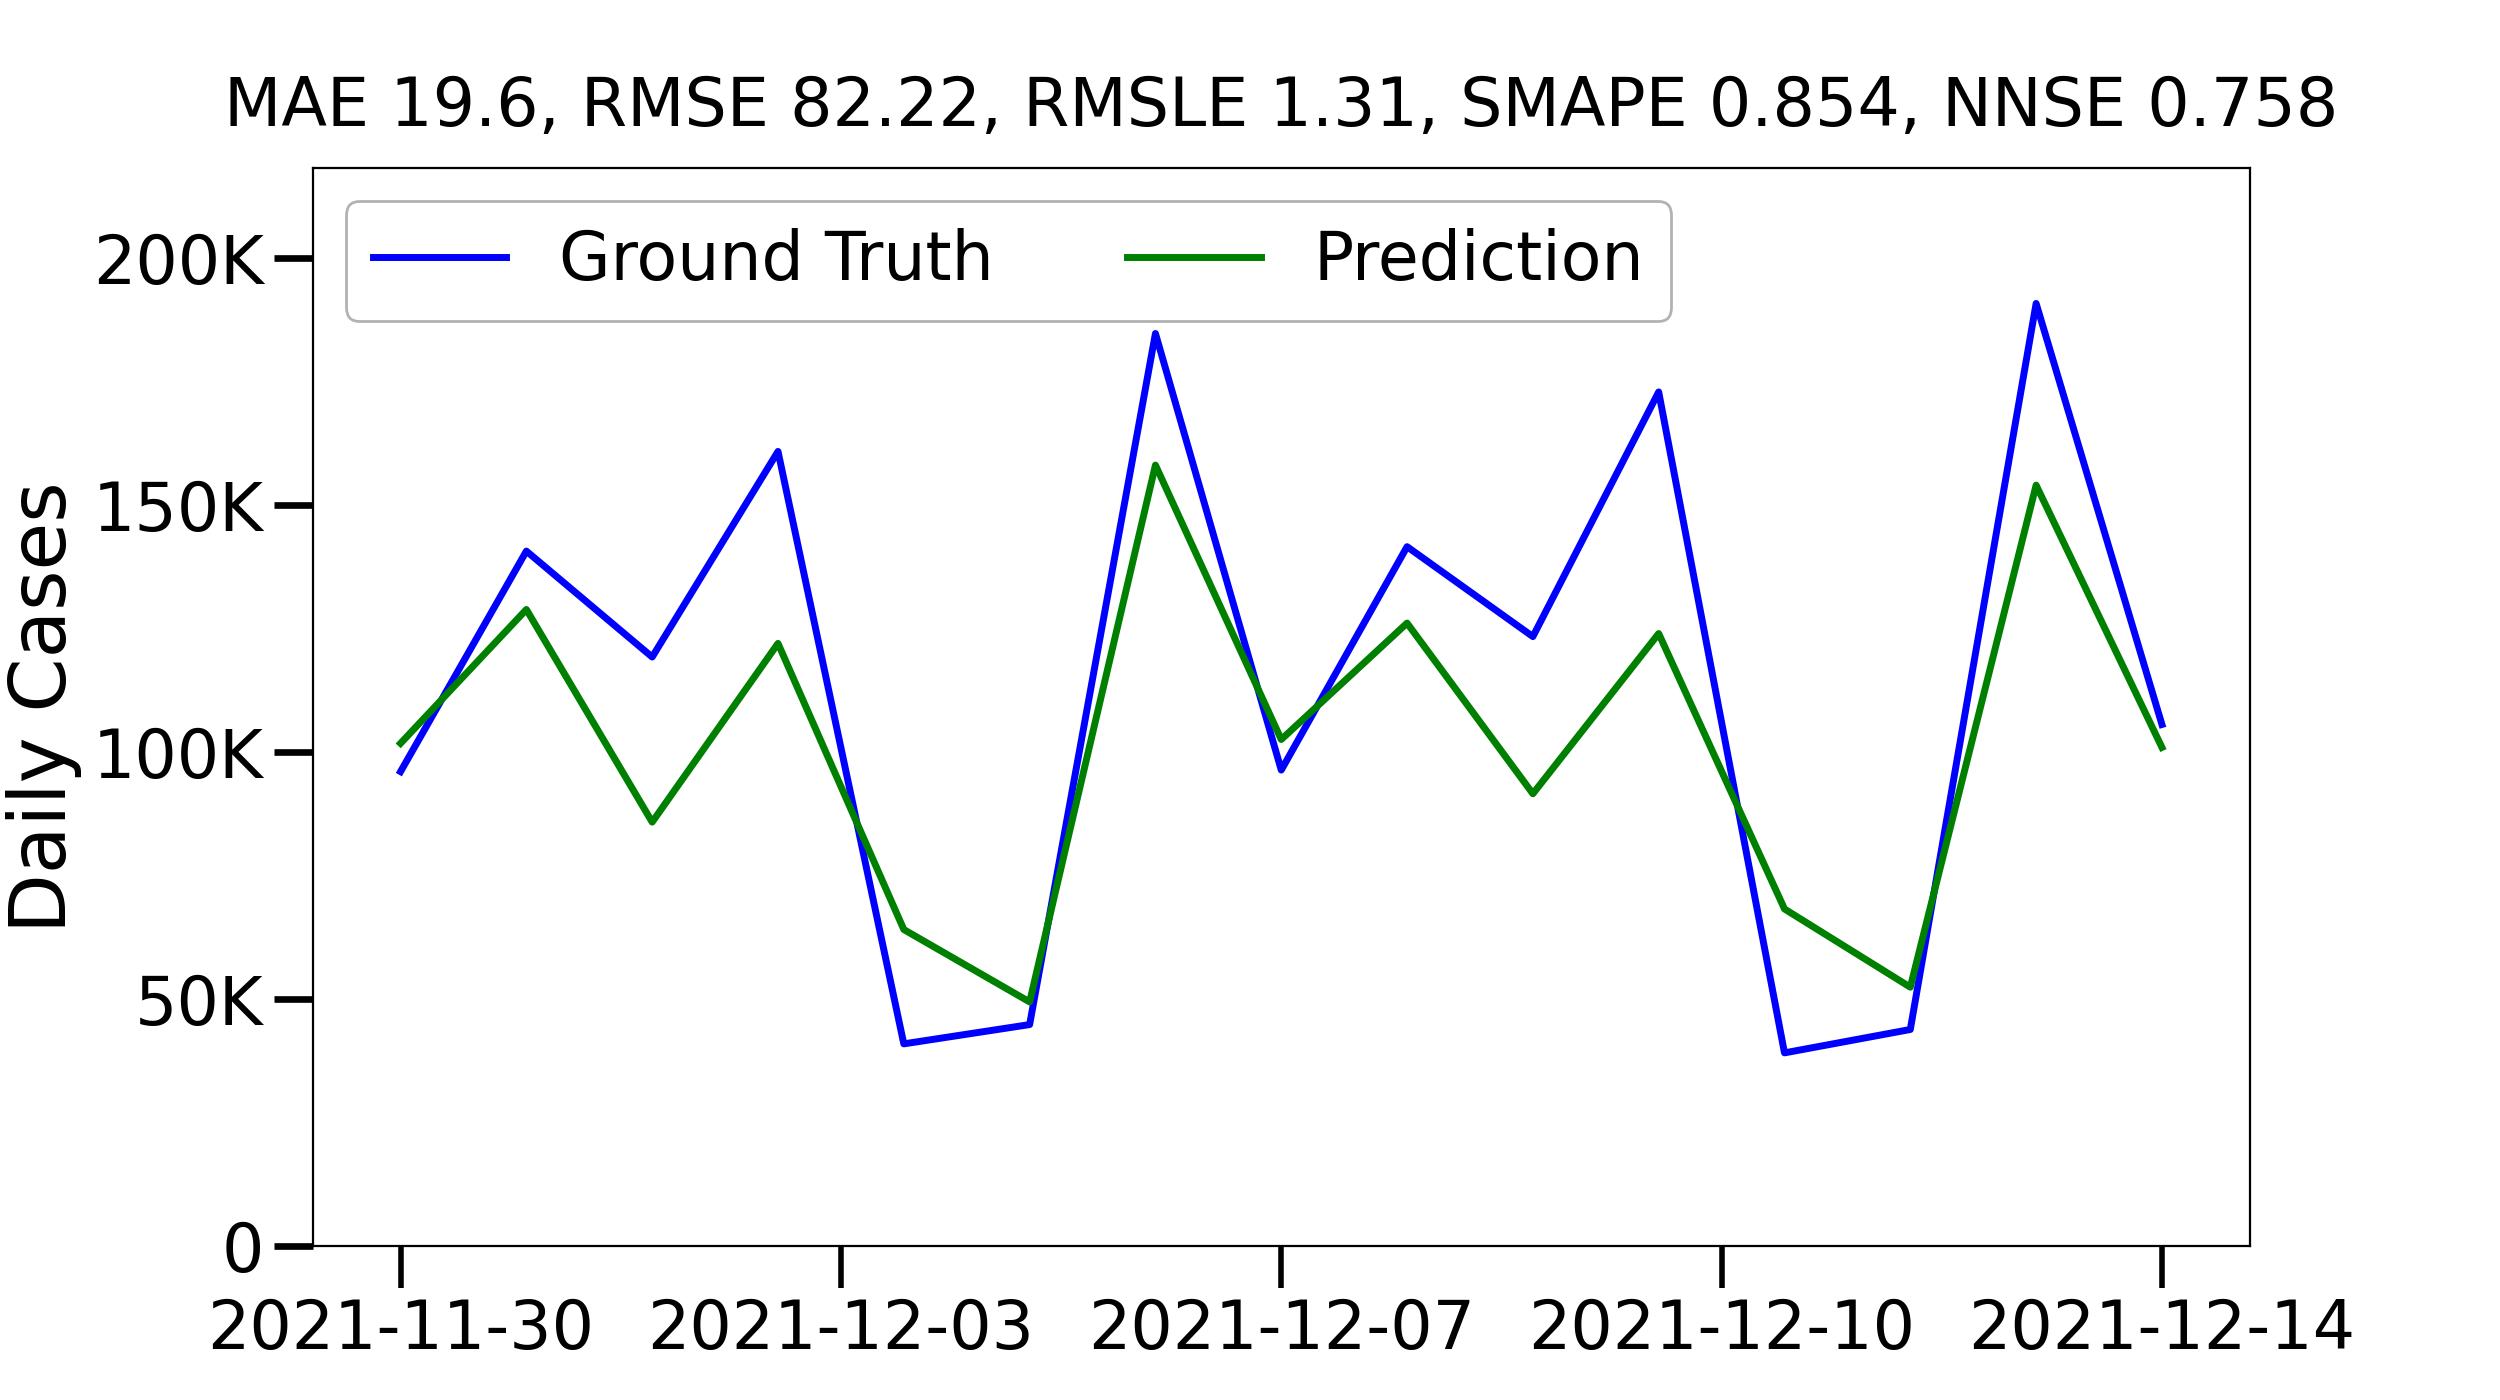 MAE 19.6, RMSE 82.22, RMSLE 1.31, SMAPE 0.854, NNSE 0.758
Ground Truth Prediction
200K
150K
100K
50K
0
Daily Cases
2021-11-30 2021-12-03 2021-12-07 2021-12-10 2021-12-14